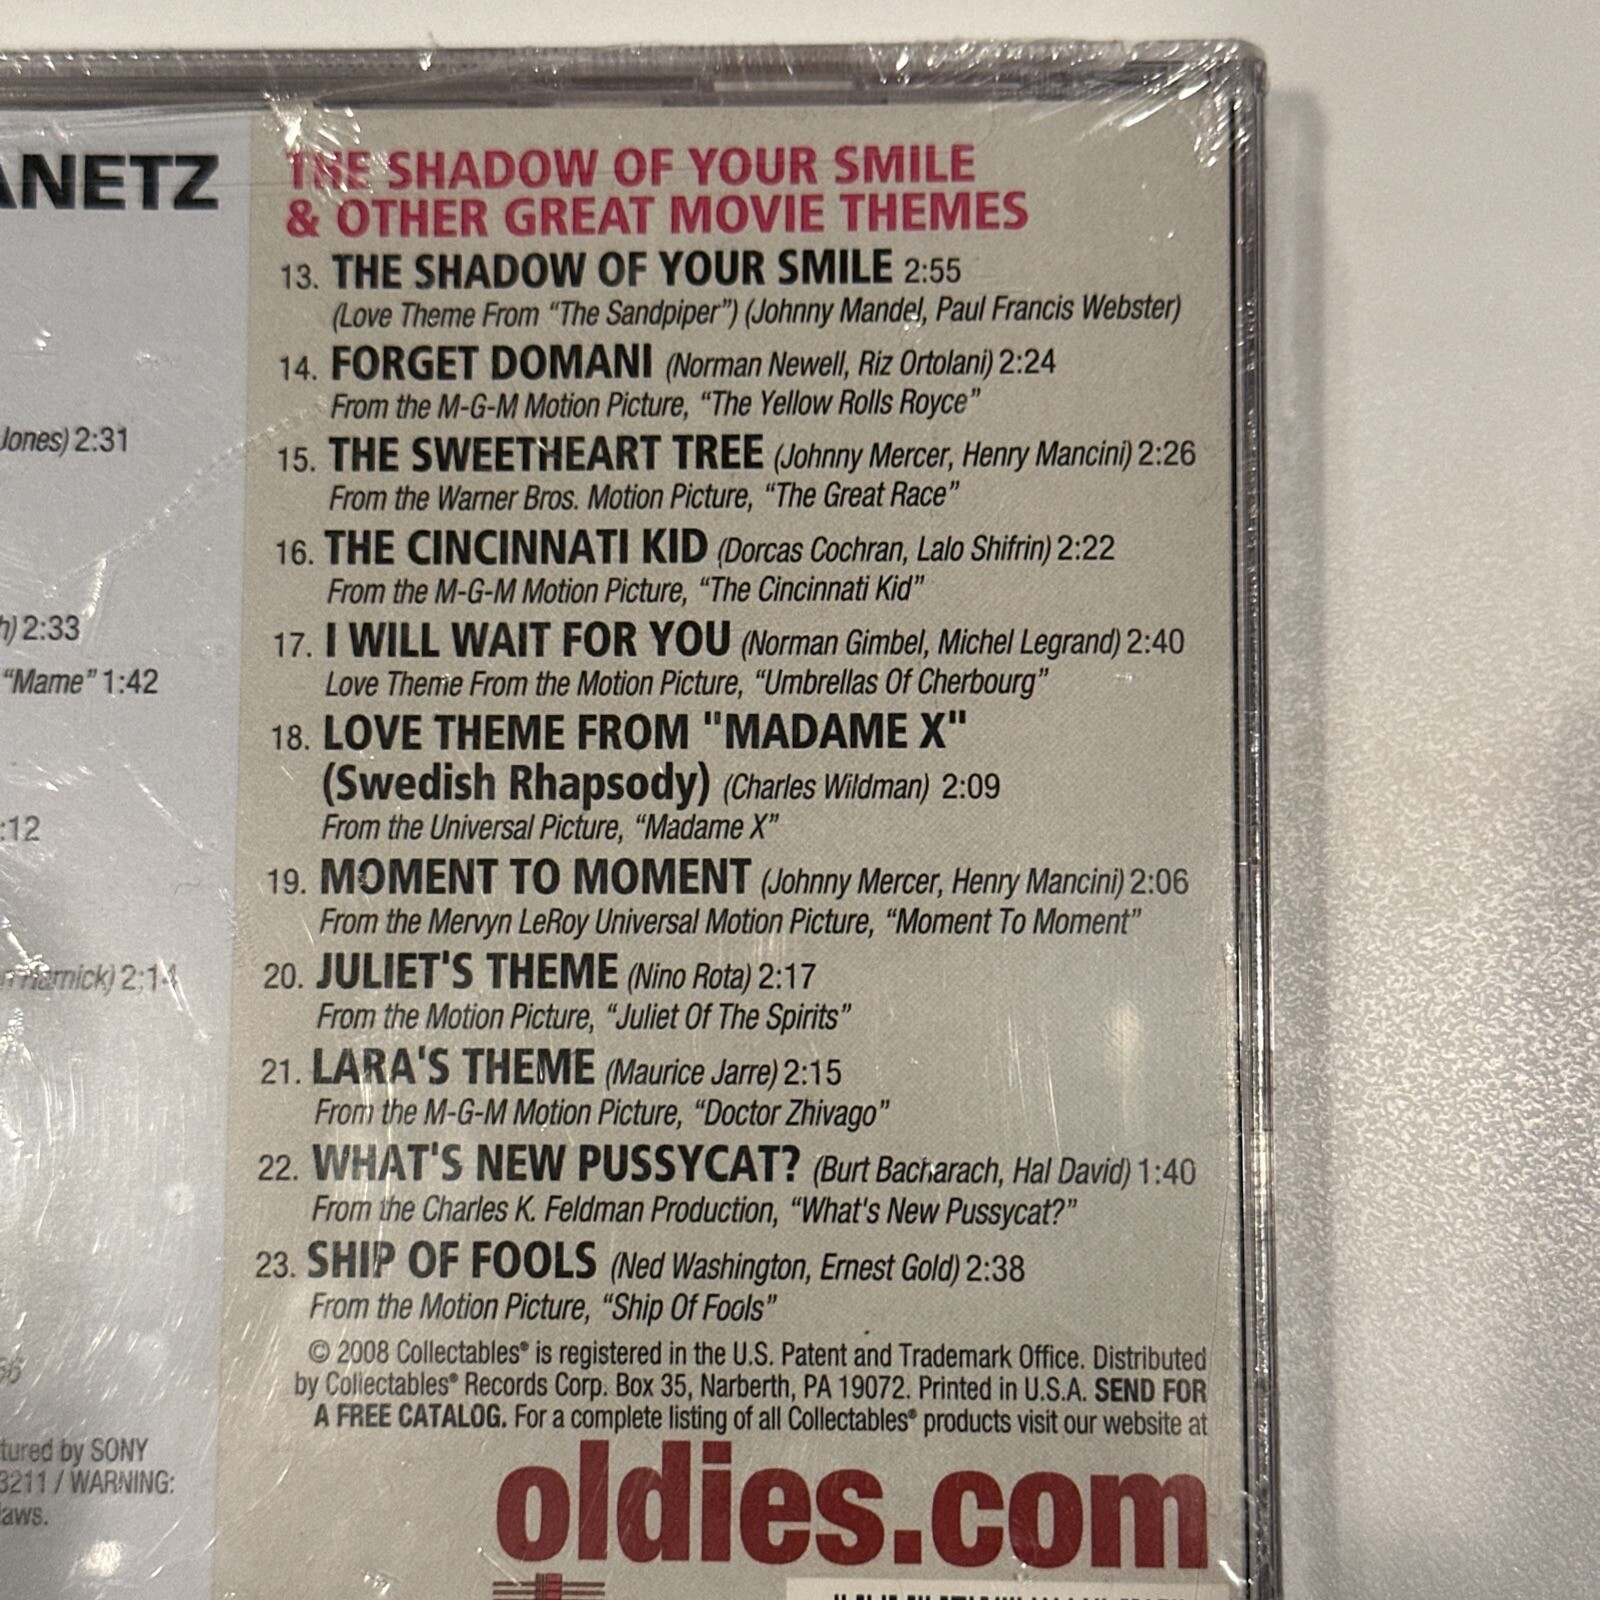 ANETZ
Jones) 2:31
h) 2:33
"Mame" 1:42
:12
Harnick) 2:14
66
tured by SONY
3211 / WARNING:
laws.
THE SHADOW OF YOUR SMILE
& OTHER GREAT MOVIE THEMES
13. THE SHADOW OF YOUR SMILE 2:55
(Love Theme From "The Sandpiper") (Johnny Mandel, Paul Francis Webster)
14. FORGET DOMANI (Norman Newell, Riz Ortolani) 2:24
From the M-G-M Motion Picture, "The Yellow Rolls Royce"
15. THE SWEETHEART TREE (Johnny Mercer, Henry Mancini) 2:26
From the Warner Bros. Motion Picture, "The Great Race"
16. THE CINCINNATI KID (Dorcas Cochran, Lalo Shifrin) 2:22
From the M-G-M Motion Picture, "The Cincinnati Kid"
17. I WILL WAIT FOR YOU (Norman Gimbel, Michel Legrand) 2:40
Love Theme From the Motion Picture, "Umbrellas Of Cherbourg"
18. LOVE THEME FROM "MADAME X"
(Swedish Rhapsody) (Charles Wildman) 2:09
From the Universal Picture, "Madame X"
19. MOMENT TO MOMENT (Johnny Mercer, Henry Mancini) 2:06
From the Mervyn LeRoy Universal Motion Picture, "Moment To Moment"
20. JULIET'S THEME (Nino Rota) 2:17
From the Motion Picture, "Juliet Of The Spirits"
21. LARA'S THEME (Maurice Jarre) 2:15
From the M-G-M Motion Picture, "Doctor Zhivago"
22. WHAT'S NEW PUSSYCAT? (Burt Bacharach, Hal David) 1:40
From the Charles K. Feldman Production, "What's New Pussycat?"
23. SHIP OF FOOLS (Ned Washington, Ernest Gold) 2:38
From the Motion Picture, "Ship Of Fools"
© 2008 Collectables® is registered in the U.S. Patent and Trademark Office. Distributed
by Collectables® Records Corp. Box 35, Narberth, PA 19072. Printed in U.S.A. SEND FOR
A FREE CATALOG. For a complete listing of all Collectables® products visit our website at
oldies.com